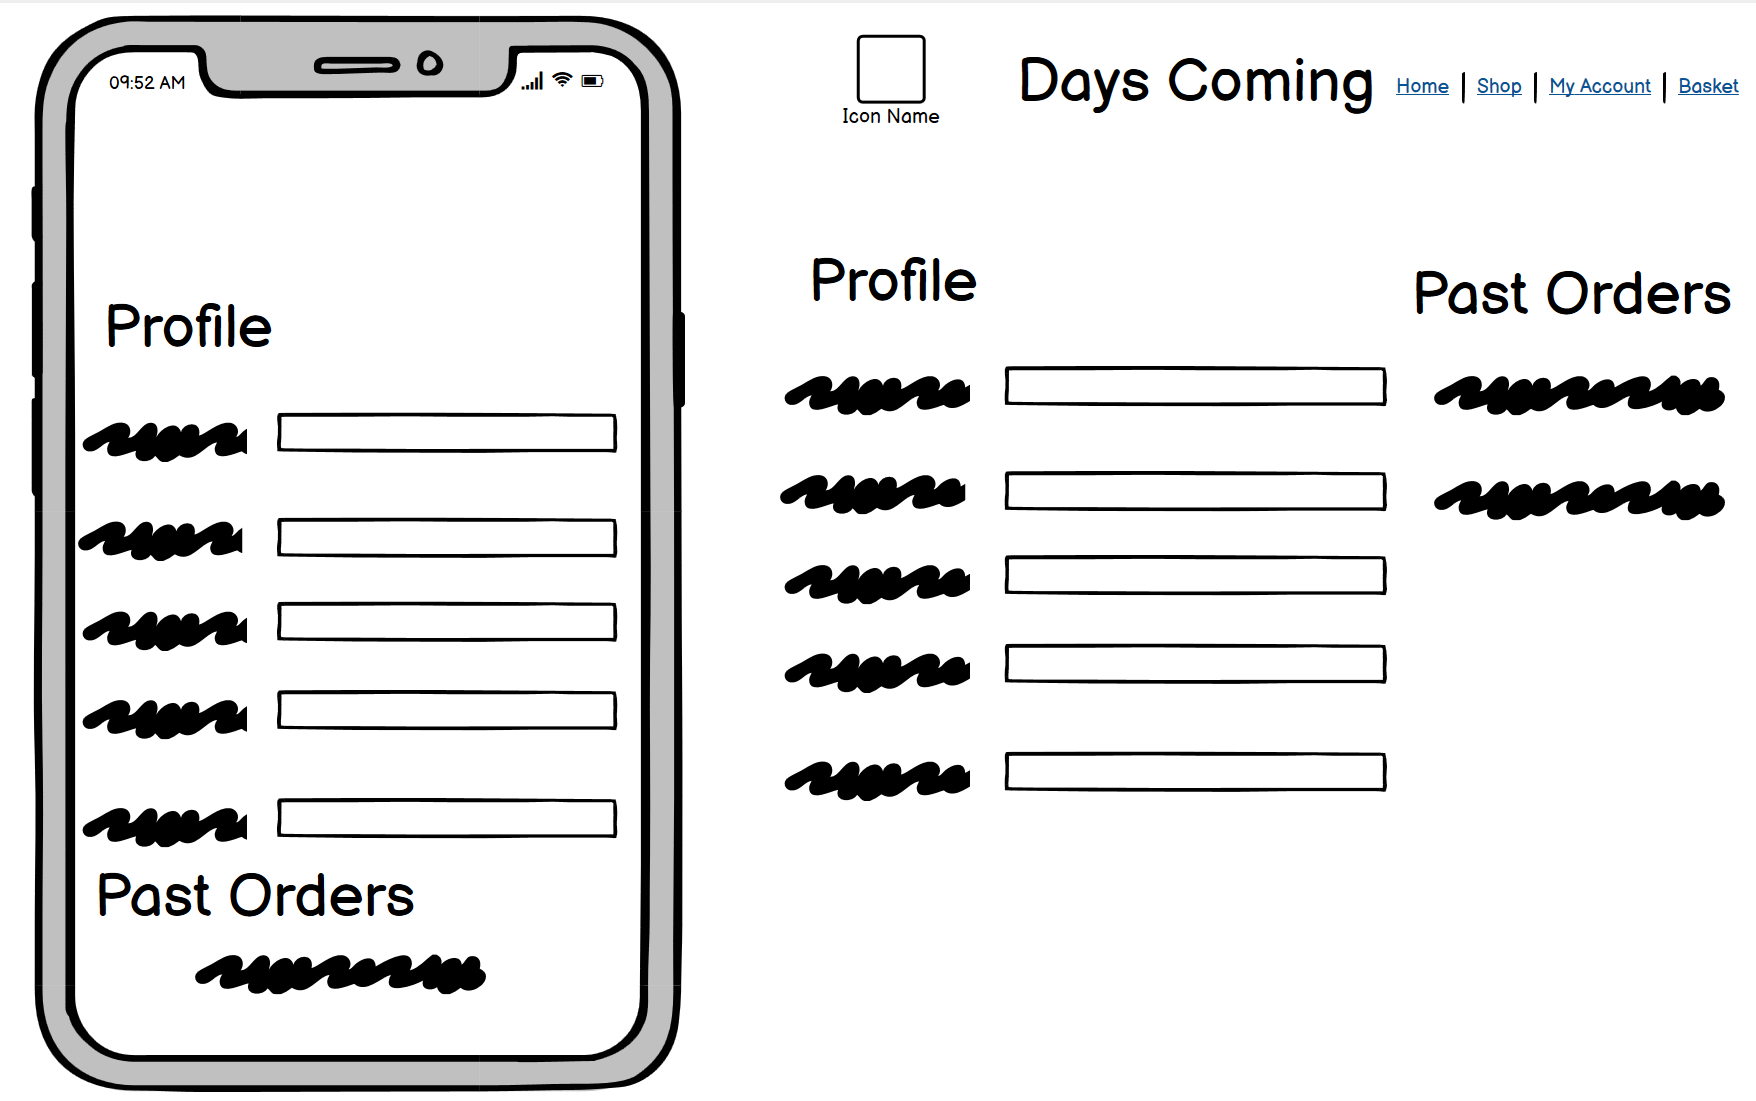 09:52 AM
Profile
Past Orders
Icon Name
Days Coming
Home | Shop | My Account | Basket
Profile
Past Orders